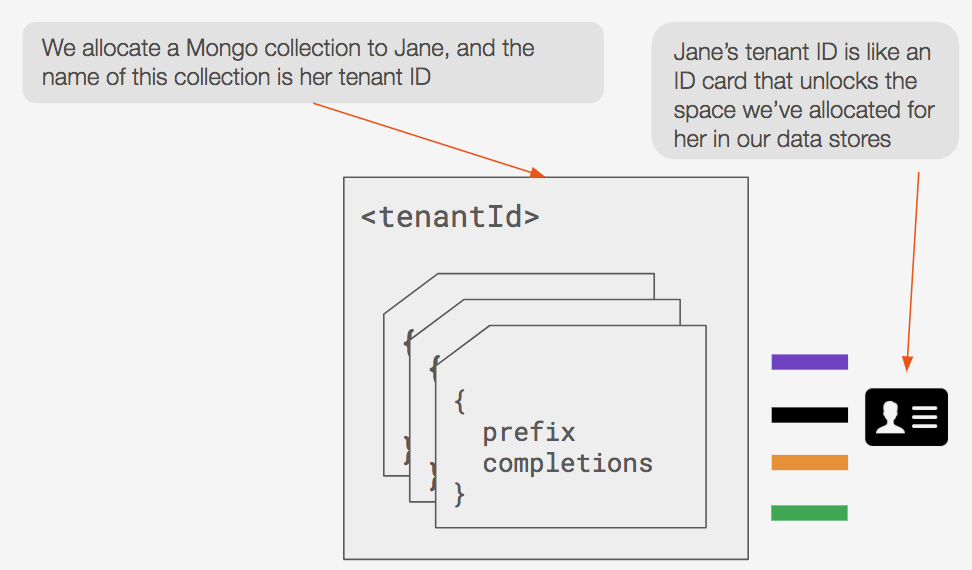 We allocate a Mongo collection to Jane, and the
name of this collection is her tenant ID
Jane’s tenant ID is like an
ID card that unlocks the
space we’ve allocated for
her in our data stores
<tenantId>
{
{
{
prefix
completions
}
}
}